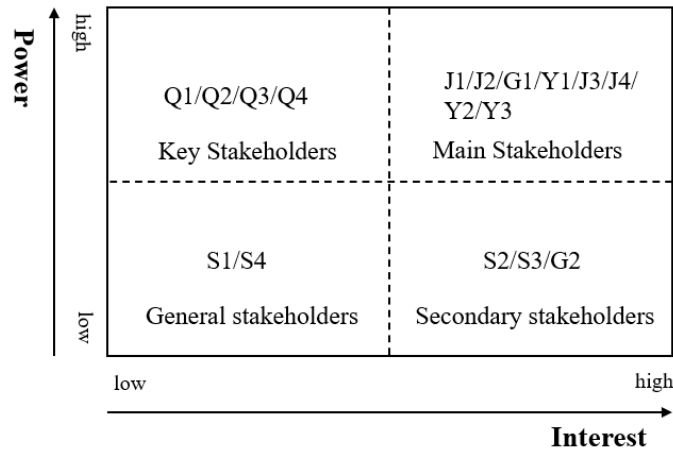 Power
high
low
Q1/Q2/Q3/Q4
Key Stakeholders
J1/J2/G1/Y1/J3/J4/
Y2/Y3
Main Stakeholders
S1/S4
General stakeholders
S2/S3/G2
Secondary stakeholders
low
high
Interest